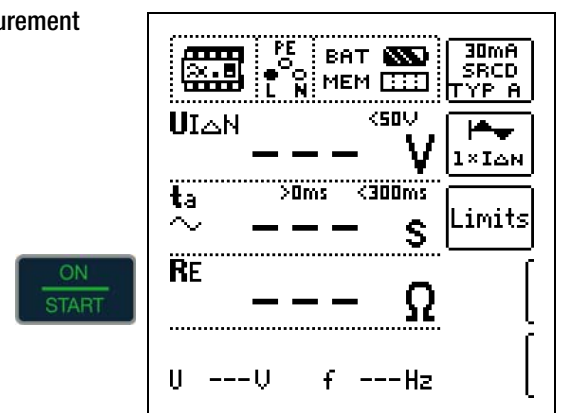 urement
PE
BAT
L N MEM
30mA
SRCD
TYP A
UI△N <50V
--- V
1×I△N
ta >0ms <300ms
~ --- s
Limits
RE
--- Ω
ON
START
U ---V f ---Hz